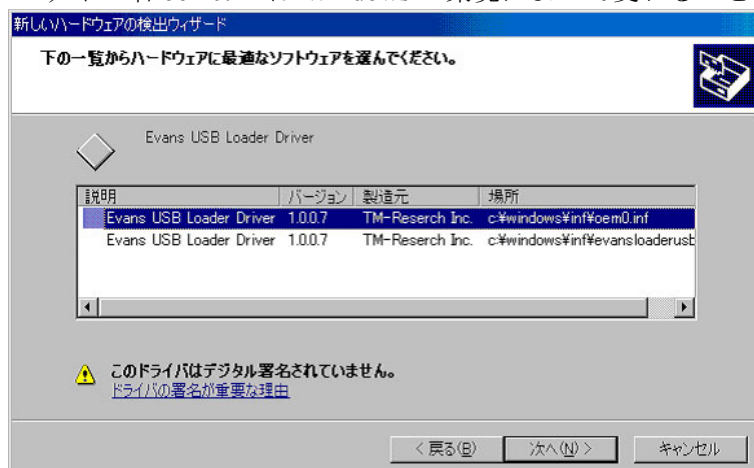 新しいハードウェアの検出ウィザード
下の一覧からハードウェアに最適なソフトウェアを選んでください。
Evans USB Loader Driver
説明 バージョン 製造元 場所
Evans USB Loader Driver 1.0.0.7 TM-Reserch Inc. c:¥windows¥inf¥oem0.inf
Evans USB Loader Driver 1.0.0.7 TM-Reserch Inc. c:¥windows¥inf¥evansloaderusb
このドライバはデジタル署名されていません。
ドライバの署名が重要な理由
< 戻る(B) 次へ(N) > キャンセル